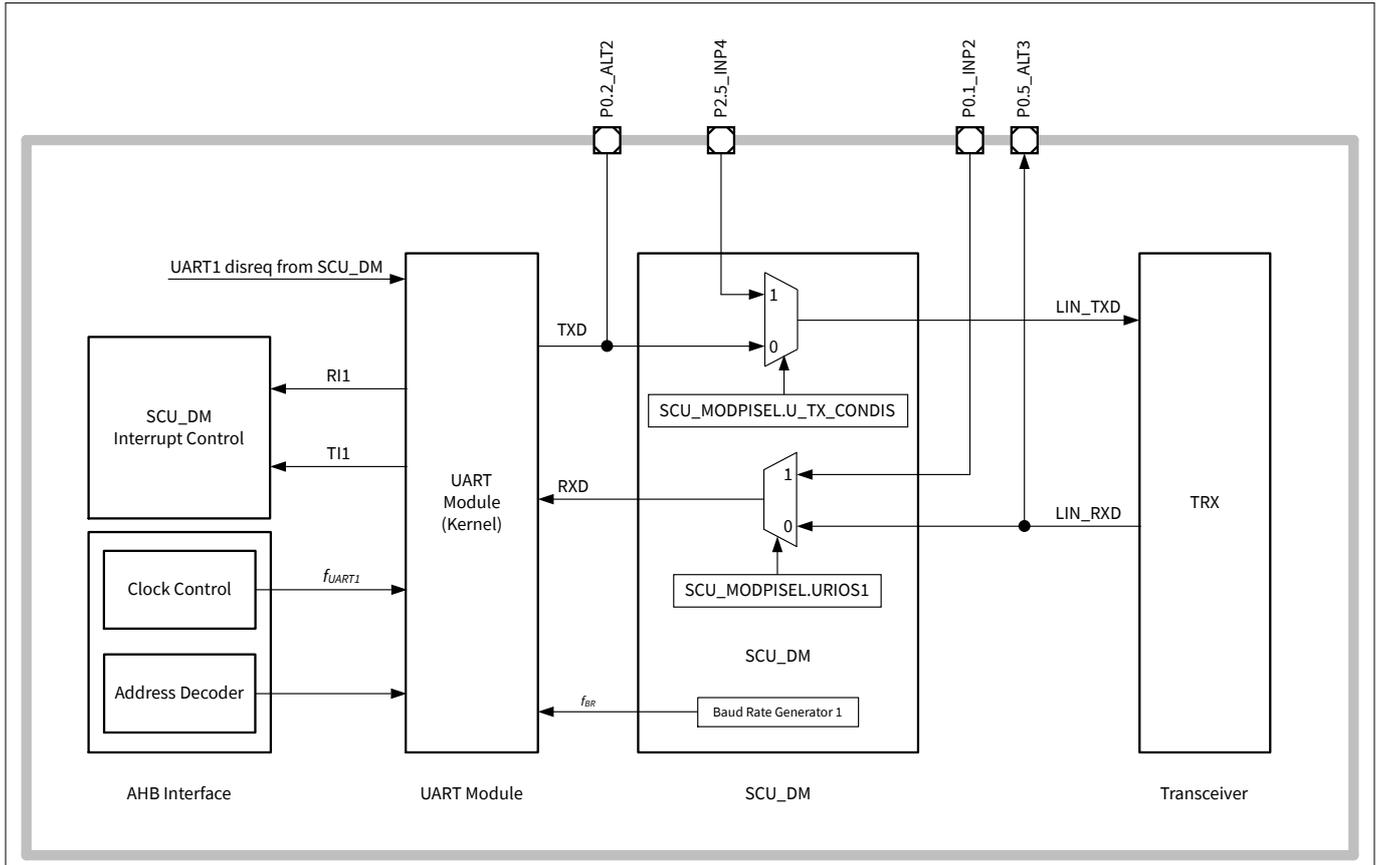 P0.2_ALT2
P2.5_INP4
P0.1_INP2
P0.5_ALT3
UART1 disreq from SCU_DM
1
LIN_TXD
TXD
0
RI1
SCU_MODPISEL.U_TX_CONDIS
SCU_DM
Interrupt Control
TI1
1
UART
Module
(Kernel)
RXD
TRX
LIN_RXD
0
Clock Control
fUART1
SCU_MODPISEL.URIOS1
SCU_DM
Address Decoder
fBR
Baud Rate Generator 1
AHB Interface
UART Module
SCU_DM
Transceiver